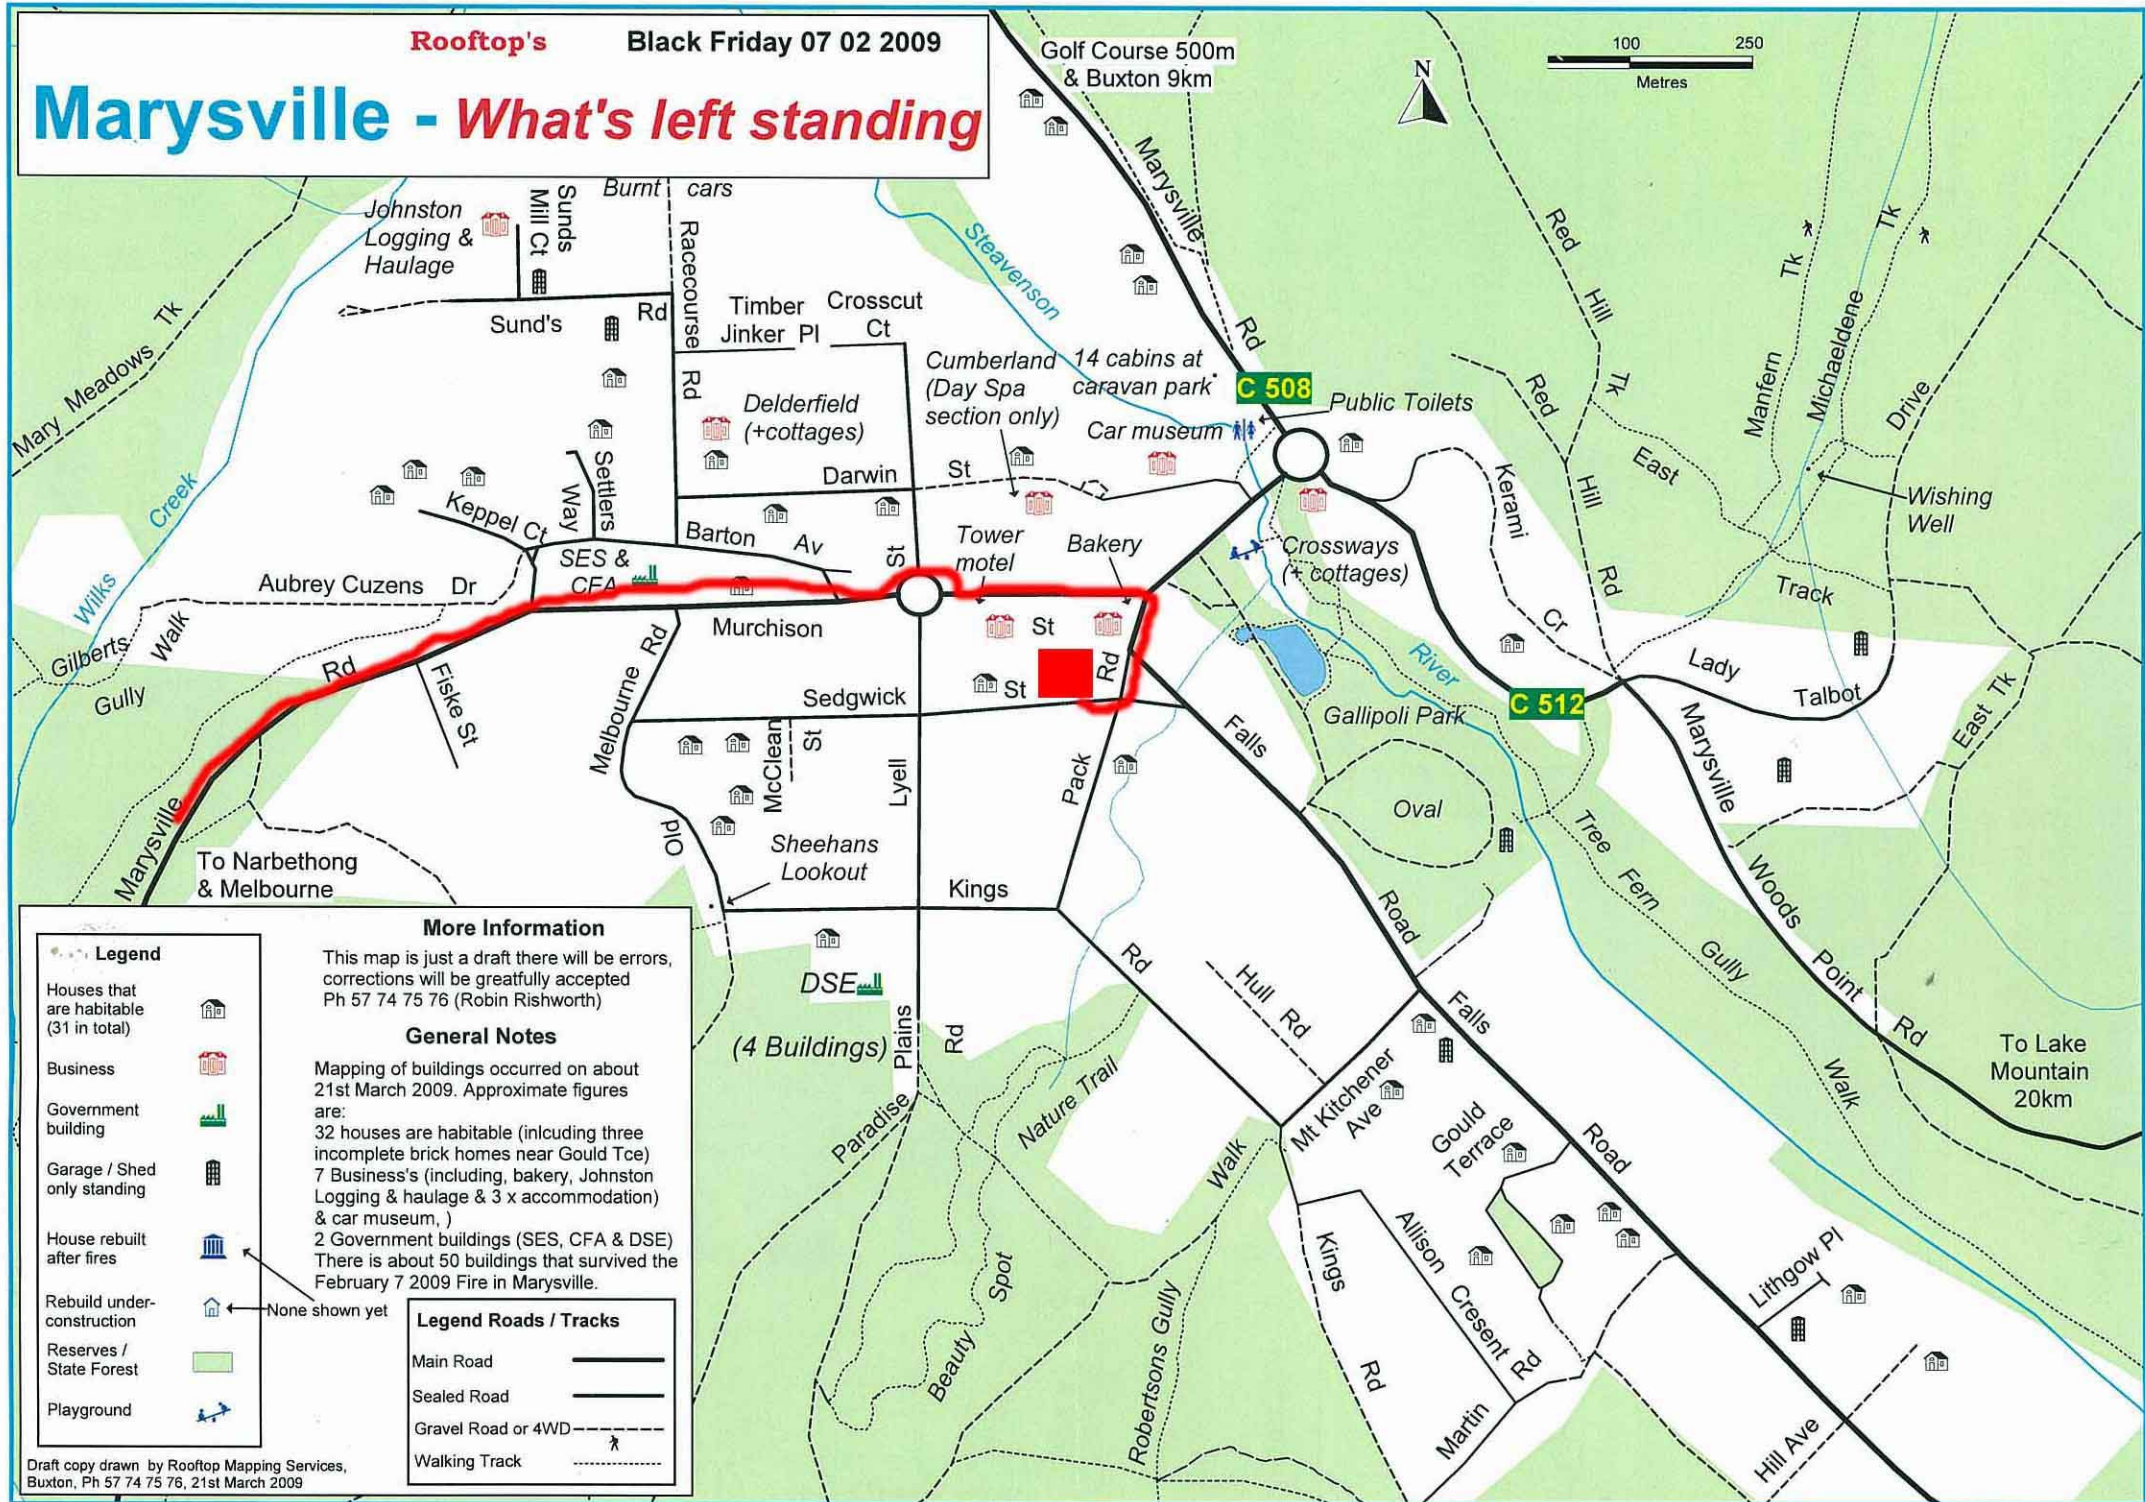 Rooftop's Black Friday 07 02 2009
Marysville - What's left standing
Golf Course 500m
& Buxton 9km
N
100 250
Metres
Burnt cars
Johnston
Logging &
Haulage
Sunds
Mill Ct
Sund's Rd
Racecourse
Rd
Timber
Jinker Pl
Crosscut
Ct
Steavenson
Marysville
Rd
Red
Hill
Tk
Red
Hill
Rd
Manfern
Tk
Michaeldene
Tk
Mary Meadows Tk
Wilks
Creek
Cumberland
(Day Spa
section only)
14 cabins at
caravan park
C 508
Public Toilets
Car museum
Delderfield
(+cottages)
Darwin St
East
Track
Drive
Wishing
Well
Kerami
Cr
Keppel Ct
Settlers
Way
Barton Av
St
Tower
motel
Bakery
Crossways
(+ cottages)
SES &
CFA
Aubrey Cuzens Dr
Gilberts
Gully
Walk
Murchison
St
Rd
Fiske St
Melbourne Rd
Old
Sedgwick
St
Rd
Pack
McClean
St
Lyell
Falls
Road
River
Gallipoli Park
C 512
Lady
Talbot
East Tk
Marysville
Woods
Point
Rd
Oval
Tree
Fern
Gully
Walk
Marysville
To Narbethong
& Melbourne
Sheehans
Lookout
Kings
Rd
Hull
Rd
DSE
(4 Buildings)
Plains
Rd
Paradise
Nature Trail
Beauty
Spot
Robertsons Gully
Walk
Mt Kitchener
Ave
Falls
Road
Gould
Terrace
Allison
Cresent
Kings
Rd
Martin
Rd
Lithgow Pl
Hill Ave
To Lake
Mountain
20km
Legend
Houses that
are habitable
(31 in total)
Business
Government
building
Garage / Shed
only standing
House rebuilt
after fires
Rebuild under-
construction
None shown yet
Reserves /
State Forest
Playground
More Information
This map is just a draft there will be errors,
corrections will be greatfully accepted
Ph 57 74 75 76 (Robin Rishworth)
General Notes
Mapping of buildings occurred on about
21st March 2009. Approximate figures
are:
32 houses are habitable (inlcuding three
incomplete brick homes near Gould Tce)
7 Business's (including, bakery, Johnston
Logging & haulage & 3 x accommodation)
& car museum, )
2 Government buildings (SES, CFA & DSE)
There is about 50 buildings that survived the
February 7 2009 Fire in Marysville.
Legend Roads / Tracks
Main Road
Sealed Road
Gravel Road or 4WD
Walking Track
Draft copy drawn by Rooftop Mapping Services,
Buxton, Ph 57 74 75 76, 21st March 2009